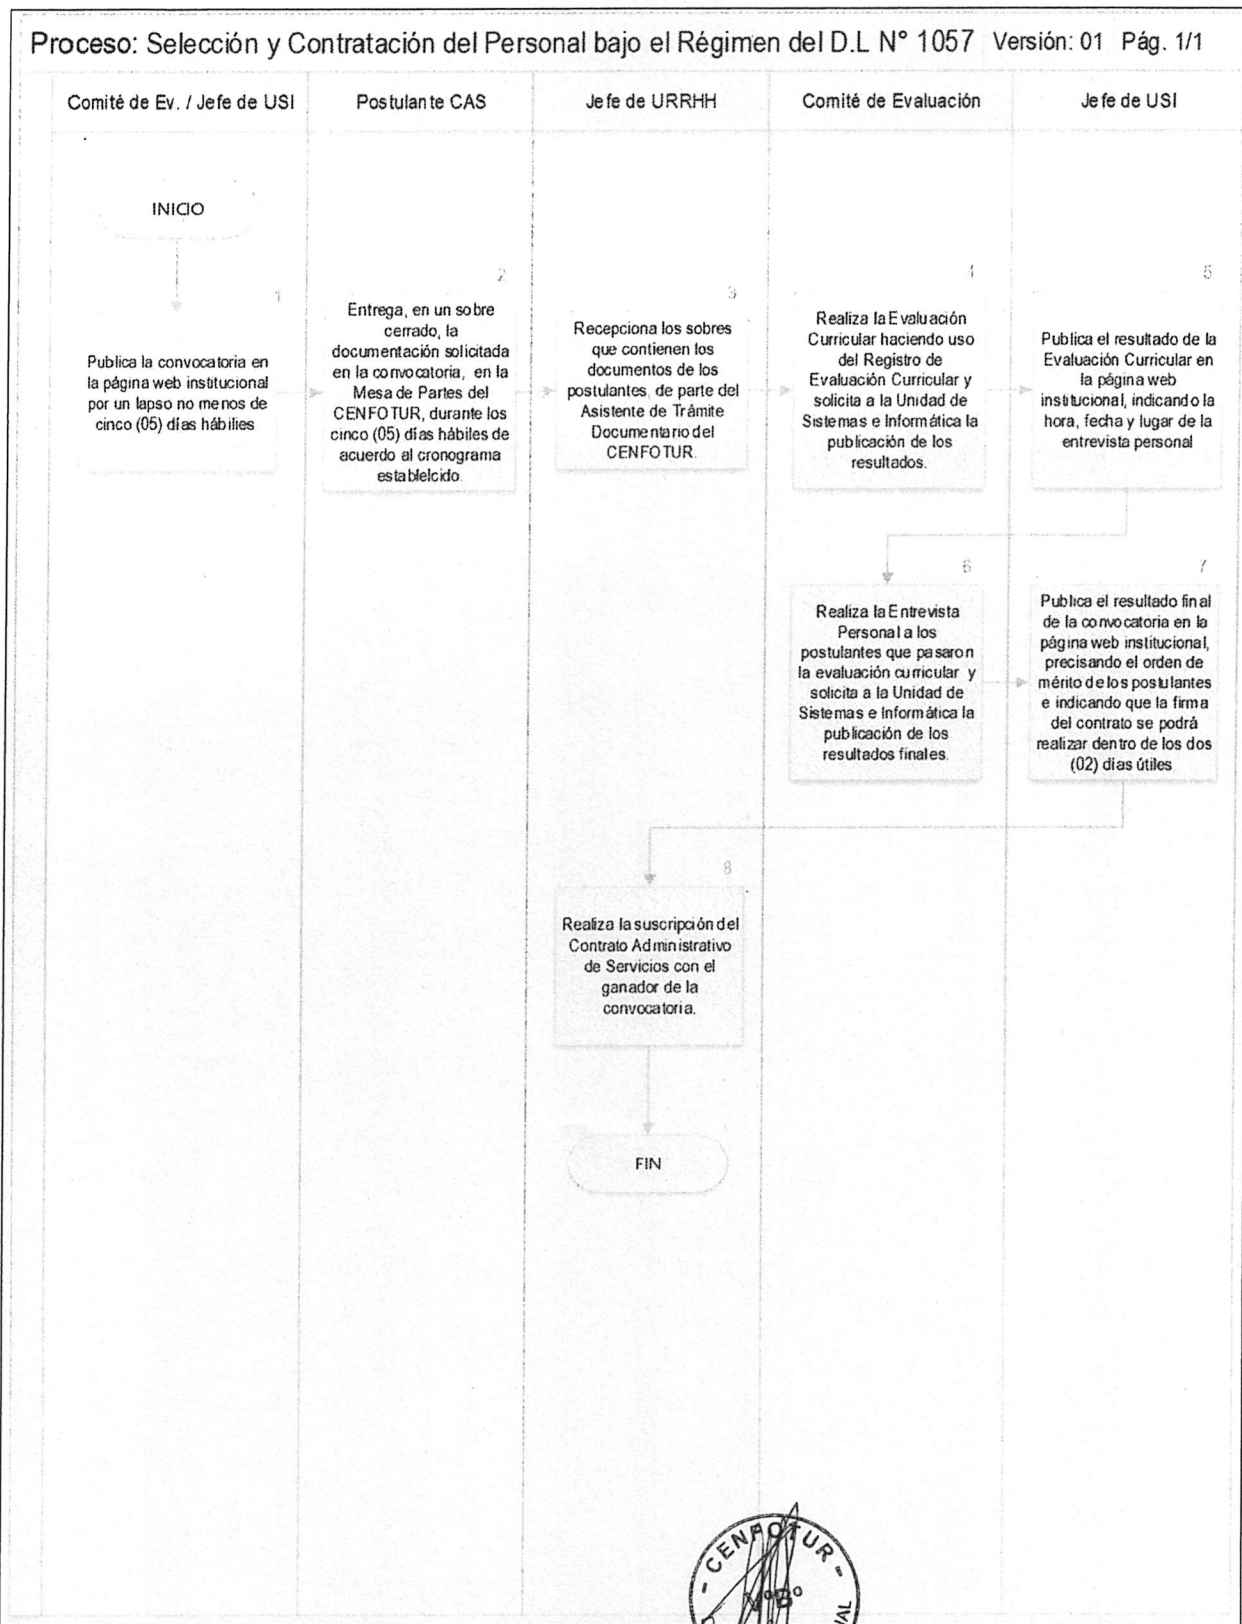 Proceso: Selección y Contratación del Personal bajo el Régimen del D.L N° 1057 Versión: 01 Pág. 1/1
Comité de Ev. / Jefe de USI
Postulante CAS
Jefe de URRHH
Comité de Evaluación
Jefe de USI
INICIO
1
Publica la convocatoria en
la página web institucional
por un lapso no menos de
cinco (05) días hábilies
2
Entrega, en un sobre
cerrado, la
documentación solicitada
en la convocatoria, en la
Mesa de Partes del
CENFOTUR, durante los
cinco (05) días hábiles de
acuerdo al cronograma
establelcido.
3
Recepciona los sobres
que contienen los
documentos de los
postulantes, de parte del
Asistente de Trámite
Documentario del
CENFOTUR.
4
Realiza la Evaluación
Curricular haciendo uso
del Registro de
Evaluación Curricular y
solicita a la Unidad de
Sistemas e Informática la
publicación de los
resultados.
5
Publica el resultado de la
Evaluación Curricular en
la página web
institucional, indicando la
hora, fecha y lugar de la
entrevista personal
6
Realiza la Entrevista
Personal a los
postulantes que pasaron
la evaluación curricular y
solicita a la Unidad de
Sistemas e Informática la
publicación de los
resultados finales.
7
Publica el resultado final
de la convocatoria en la
página web institucional,
precisando el orden de
mérito de los postulantes
e indicando que la firma
del contrato se podrá
realizar dentro de los dos
(02) días útiles
8
Realiza la suscripción del
Contrato Administrativo
de Servicios con el
ganador de la
convocatoria.
FIN
- CENFOTUR -
V°B°